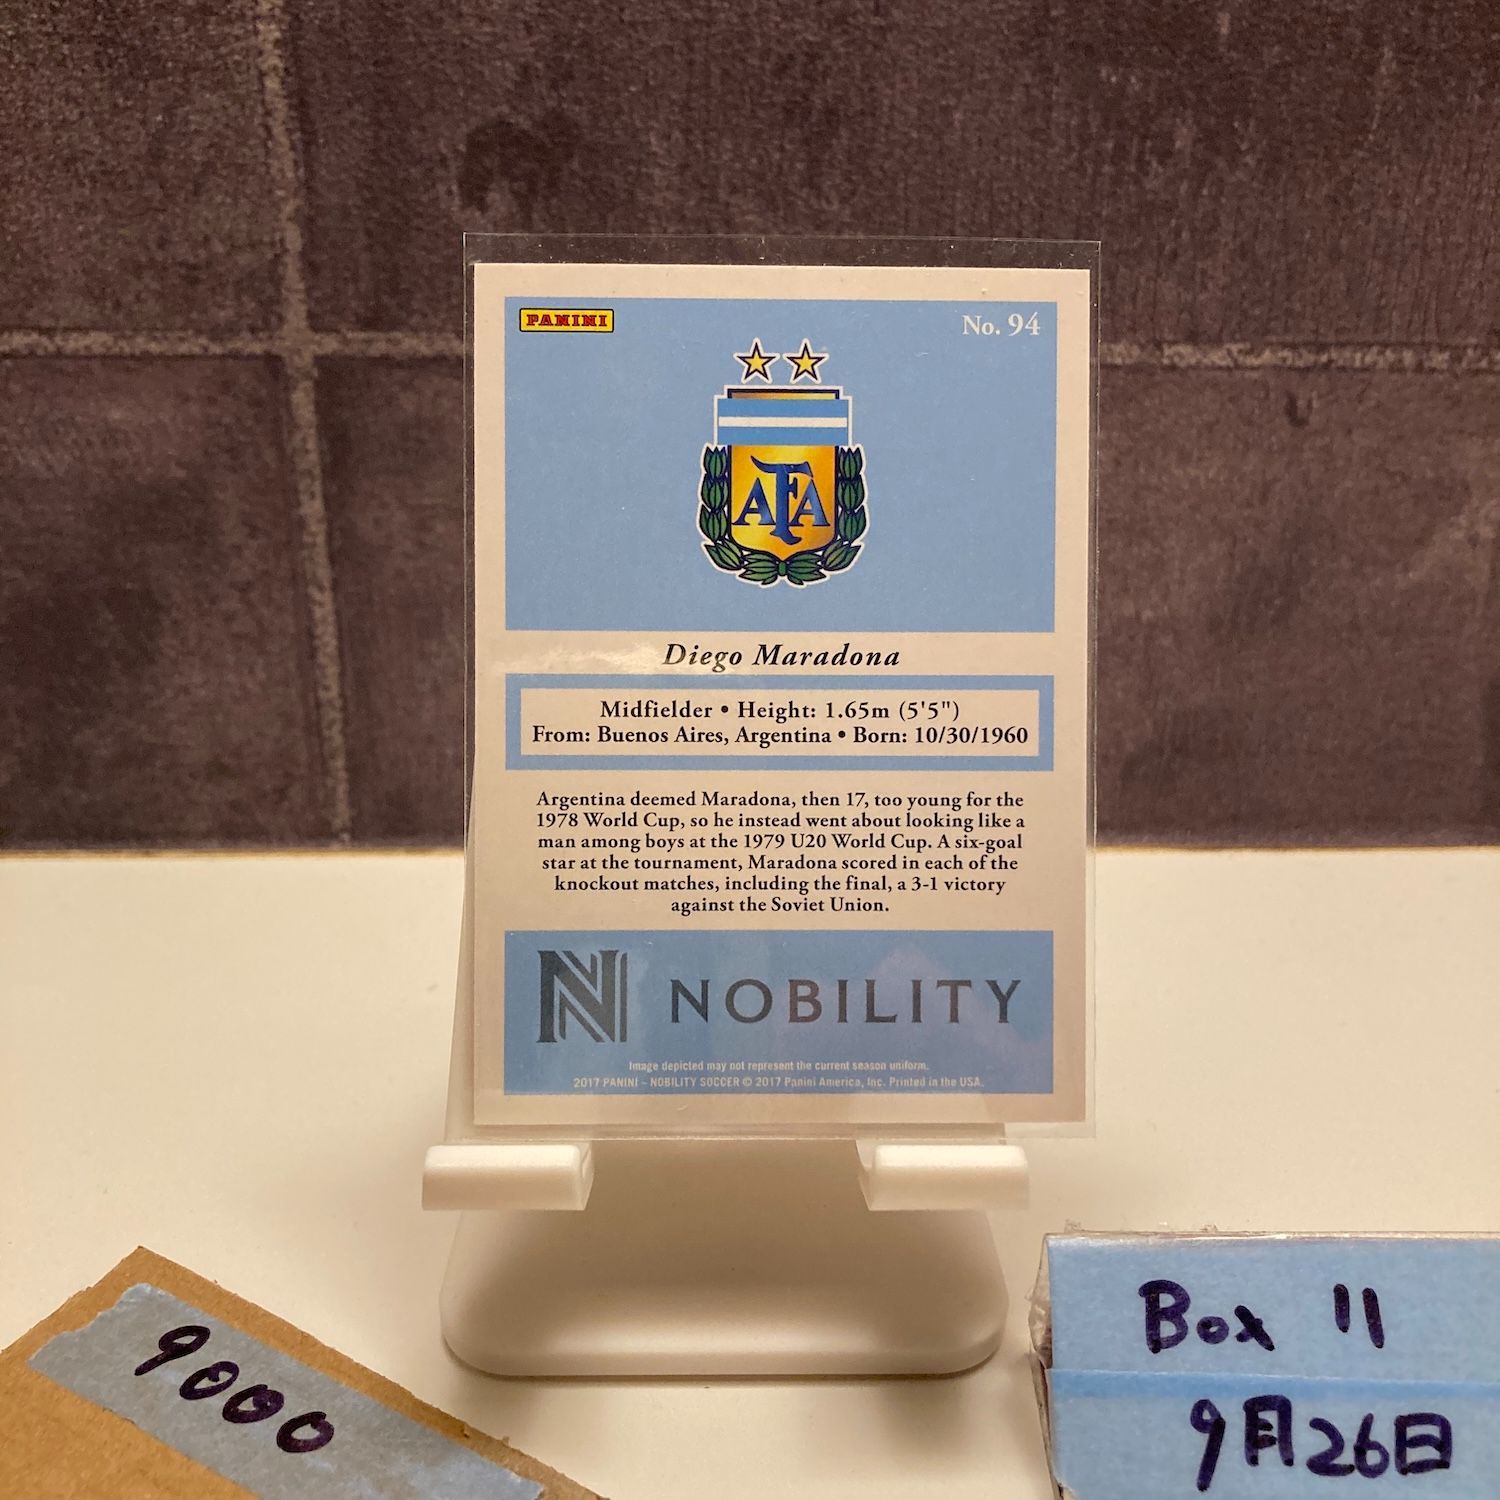 PANINI
No. 94
AFA
Diego Maradona
Midfielder • Height: 1.65m (5'5")
From: Buenos Aires, Argentina • Born: 10/30/1960
Argentina deemed Maradona, then 17, too young for the
1978 World Cup, so he instead went about looking like a
man among boys at the 1979 U20 World Cup. A six-goal
star at the tournament, Maradona scored in each of the
knockout matches, including the final, a 3-1 victory
against the Soviet Union.
N NOBILITY
Image depicted may not represent the current season uniform.
2017 PANINI – NOBILITY SOCCER © 2017 Panini America, Inc. Printed in the USA.
9000
Box 11
9月26日